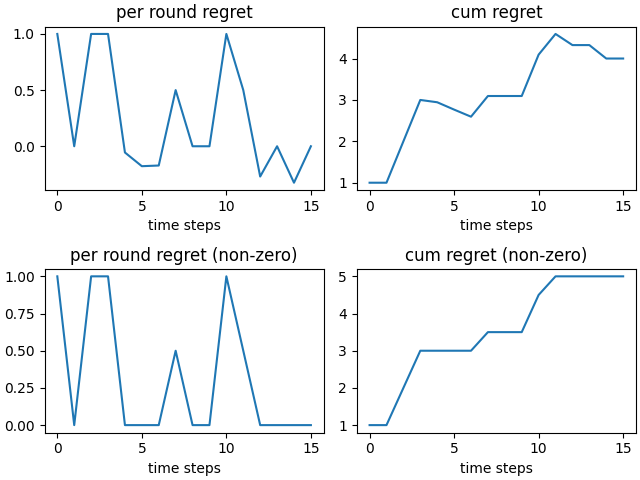 per round regret
1.0
0.5
0.0
0 5 10 15
time steps
cum regret
4
3
2
1
0 5 10 15
time steps
per round regret (non-zero)
1.00
0.75
0.50
0.25
0.00
0 5 10 15
time steps
cum regret (non-zero)
5
4
3
2
1
0 5 10 15
time steps